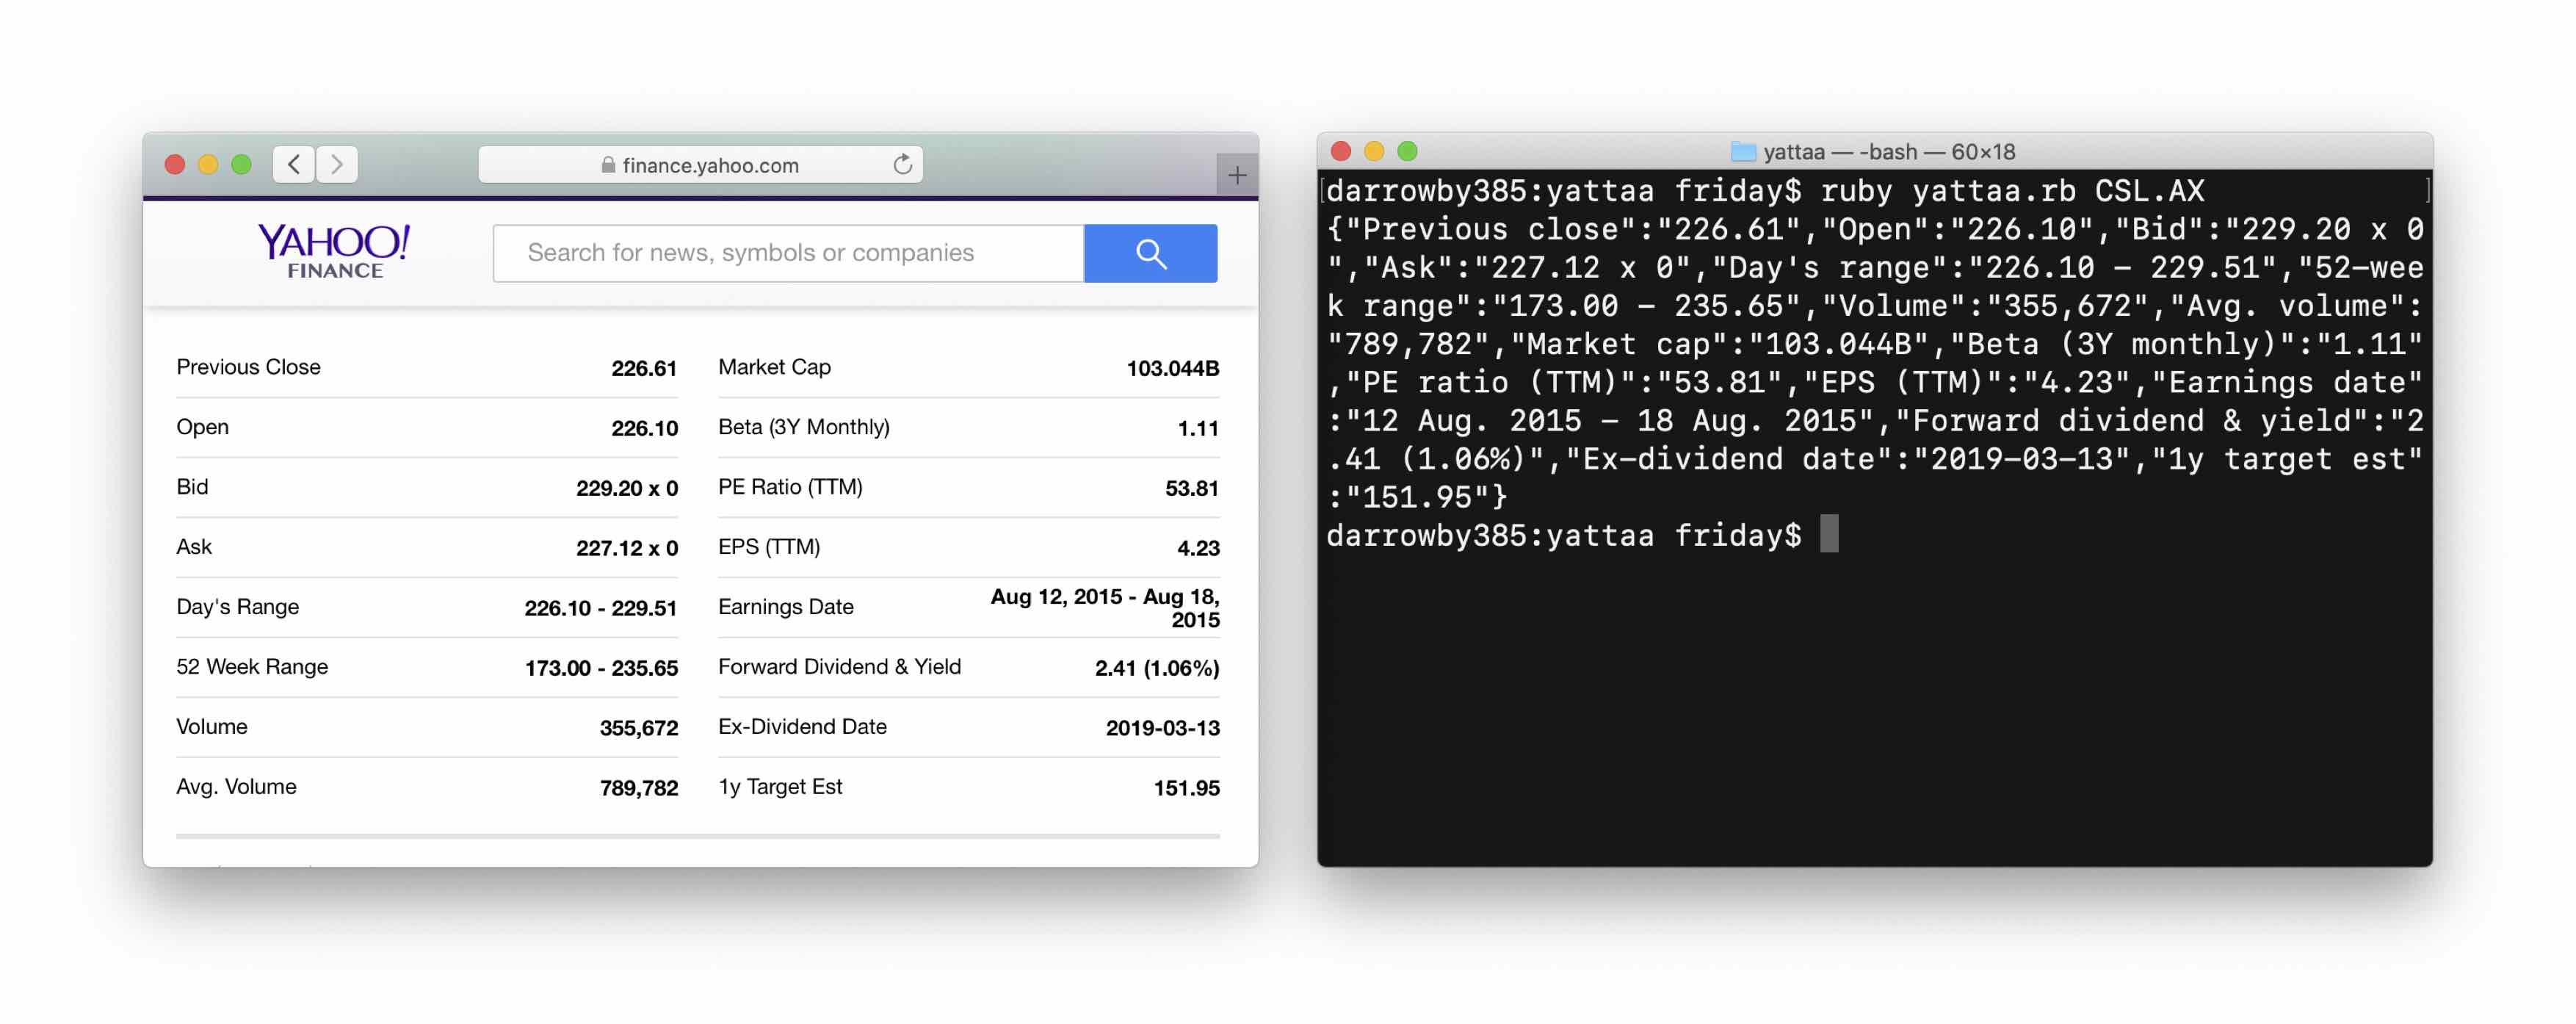 finance.yahoo.com
YAHOO!
FINANCE
Search for news, symbols or companies
Previous Close 226.61
Open 226.10
Bid 229.20 x 0
Ask 227.12 x 0
Day's Range 226.10 - 229.51
52 Week Range 173.00 - 235.65
Volume 355,672
Avg. Volume 789,782
Market Cap 103.044B
Beta (3Y Monthly) 1.11
PE Ratio (TTM) 53.81
EPS (TTM) 4.23
Earnings Date Aug 12, 2015 - Aug 18,
2015
Forward Dividend & Yield 2.41 (1.06%)
Ex-Dividend Date 2019-03-13
1y Target Est 151.95
yattaa — -bash — 60×18
[darrowby385:yattaa friday$ ruby yattaa.rb CSL.AX ]
{"Previous close":"226.61","Open":"226.10","Bid":"229.20 x 0
","Ask":"227.12 x 0","Day's range":"226.10 – 229.51","52-wee
k range":"173.00 – 235.65","Volume":"355,672","Avg. volume":
"789,782","Market cap":"103.044B","Beta (3Y monthly)":"1.11"
,"PE ratio (TTM)":"53.81","EPS (TTM)":"4.23","Earnings date"
:"12 Aug. 2015 – 18 Aug. 2015","Forward dividend & yield":"2
.41 (1.06%)","Ex-dividend date":"2019-03-13","1y target est"
:"151.95"}
darrowby385:yattaa friday$